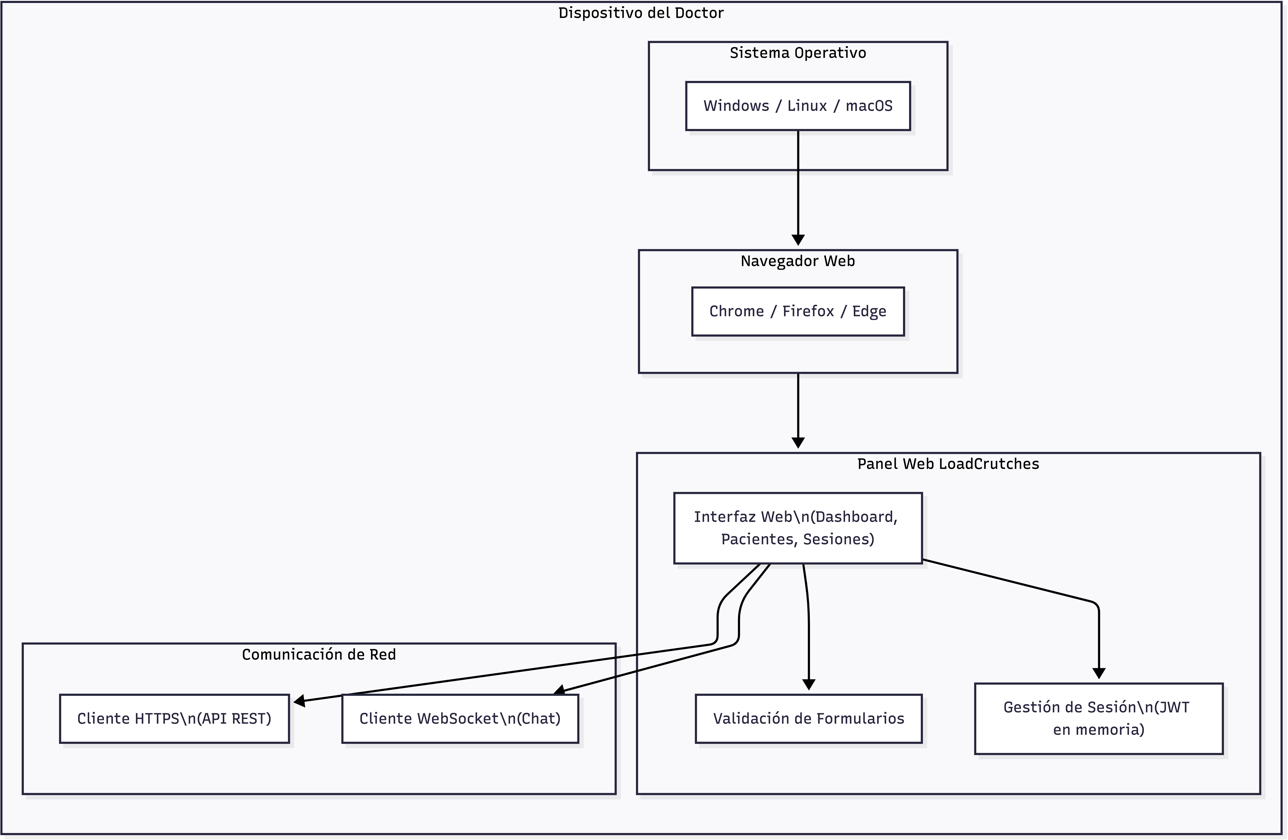 Dispositivo del Doctor
Sistema Operativo
Windows / Linux / macOS
Navegador Web
Chrome / Firefox / Edge
Panel Web LoadCrutches
Interfaz Web\n(Dashboard,
Pacientes, Sesiones)
Comunicación de Red
Cliente HTTPS\n(API REST)
Cliente WebSocket\n(Chat)
Validación de Formularios
Gestión de Sesión\n(JWT
en memoria)